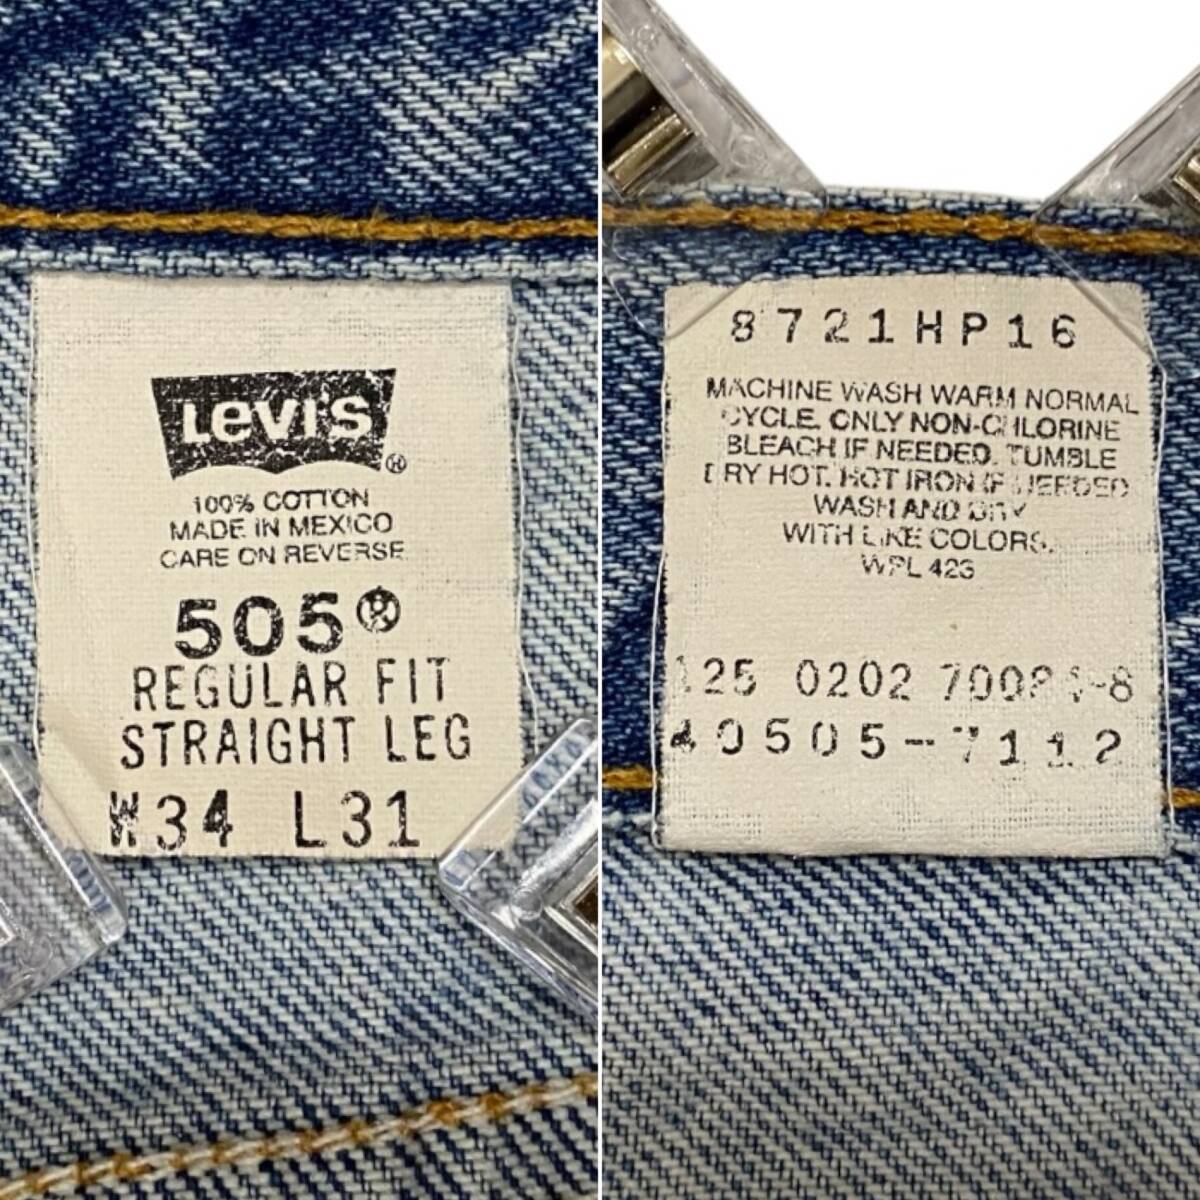 LEVI'S ®
100% COTTON
MADE IN MEXICO
CARE ON REVERSE
505®
REGULAR FIT
STRAIGHT LEG
W34 L31
8721HP16
MACHINE WASH WARM NORMAL
CYCLE. ONLY NON-CHLORINE
BLEACH IF NEEDED. TUMBLE
DRY HOT. HOT IRON IF NEEDED
WASH AND DRY
WITH LIKE COLORS.
WPL 423
0202
40505-7112